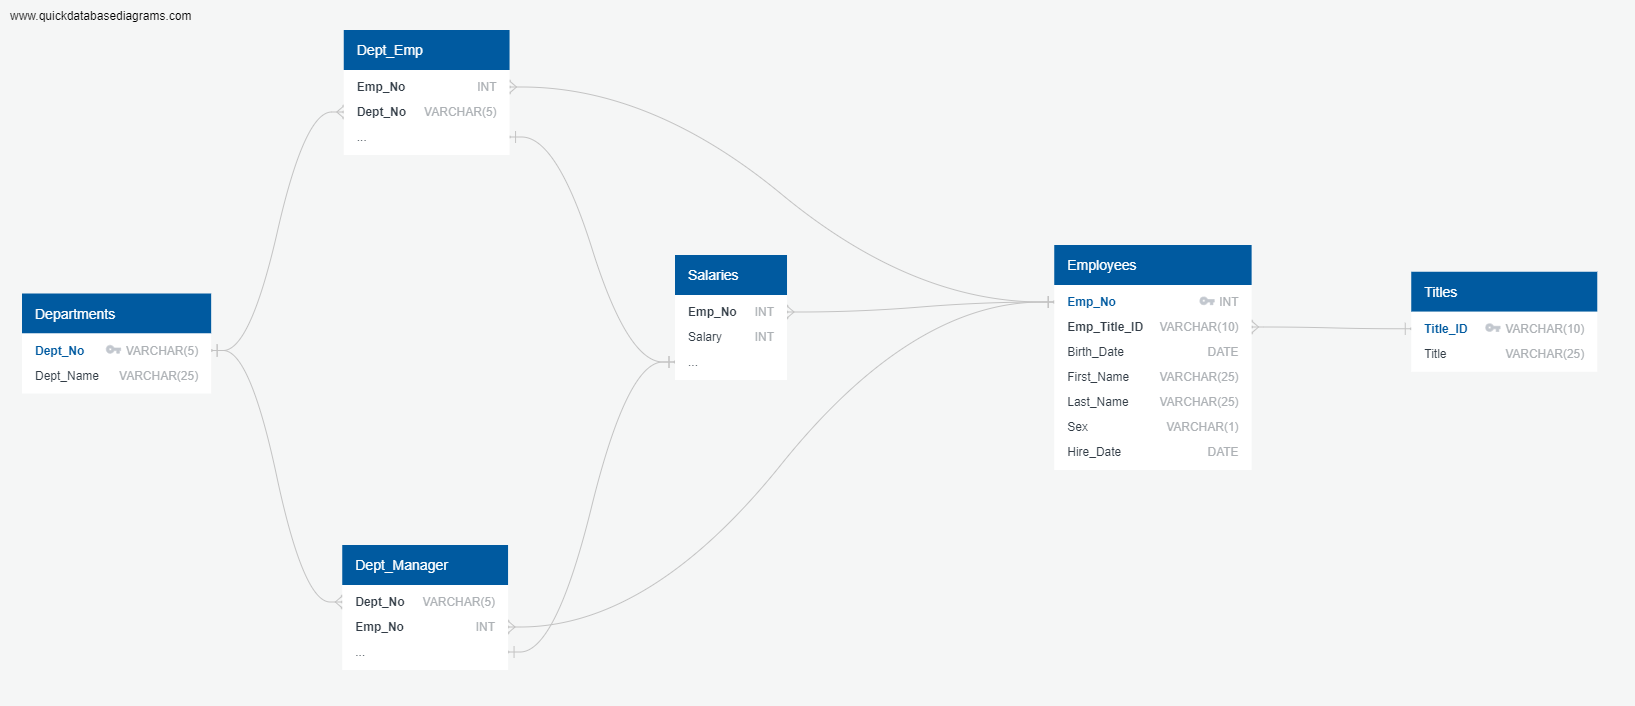 www.quickdatabasediagrams.com
Dept_Emp
Emp_No INT
Dept_No VARCHAR(5)
...
Departments
Dept_No VARCHAR(5)
Dept_Name VARCHAR(25)
Dept_Manager
Dept_No VARCHAR(5)
Emp_No INT
...
Salaries
Emp_No INT
Salary INT
...
Employees
Emp_No INT
Emp_Title_ID VARCHAR(10)
Birth_Date DATE
First_Name VARCHAR(25)
Last_Name VARCHAR(25)
Sex VARCHAR(1)
Hire_Date DATE
Titles
Title_ID VARCHAR(10)
Title VARCHAR(25)